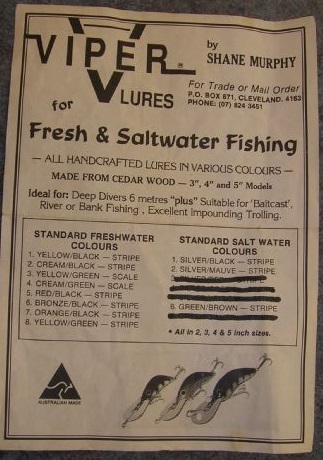 VIPER ®
by
SHANE MURPHY
LURES
For Trade or Mail Order
P.O. BOX 671, CLEVELAND. 4163
PHONE: (07) 824 3451
for
Fresh & Saltwater Fishing
— ALL HANDCRAFTED LURES IN VARIOUS COLOURS —
MADE FROM CEDAR WOOD — 3", 4" and 5" Models
Ideal for: Deep Divers 6 metres "plus" Suitable for 'Baitcast',
River or Bank Fishing, Excellent Impounding Trolling.
STANDARD FRESHWATER
COLOURS
1. YELLOW/BLACK — STRIPE
2. CREAM/BLACK — STRIPE
3. YELLOW/GREEN — SCALE
4. CREAM/GREEN — SCALE
5. RED/BLACK — STRIPE
6. BRONZE/BLACK — STRIPE
7. ORANGE/BLACK — STRIPE
8. YELLOW/GREEN — STRIPE
STANDARD SALT WATER
COLOURS
1. SILVER/BLACK — STRIPE
2. SILVER/MAUVE — STRIPE
6. GREEN/BROWN — STRIPE
• All in 2, 3, 4 & 5 inch sizes.
AUSTRALIAN MADE